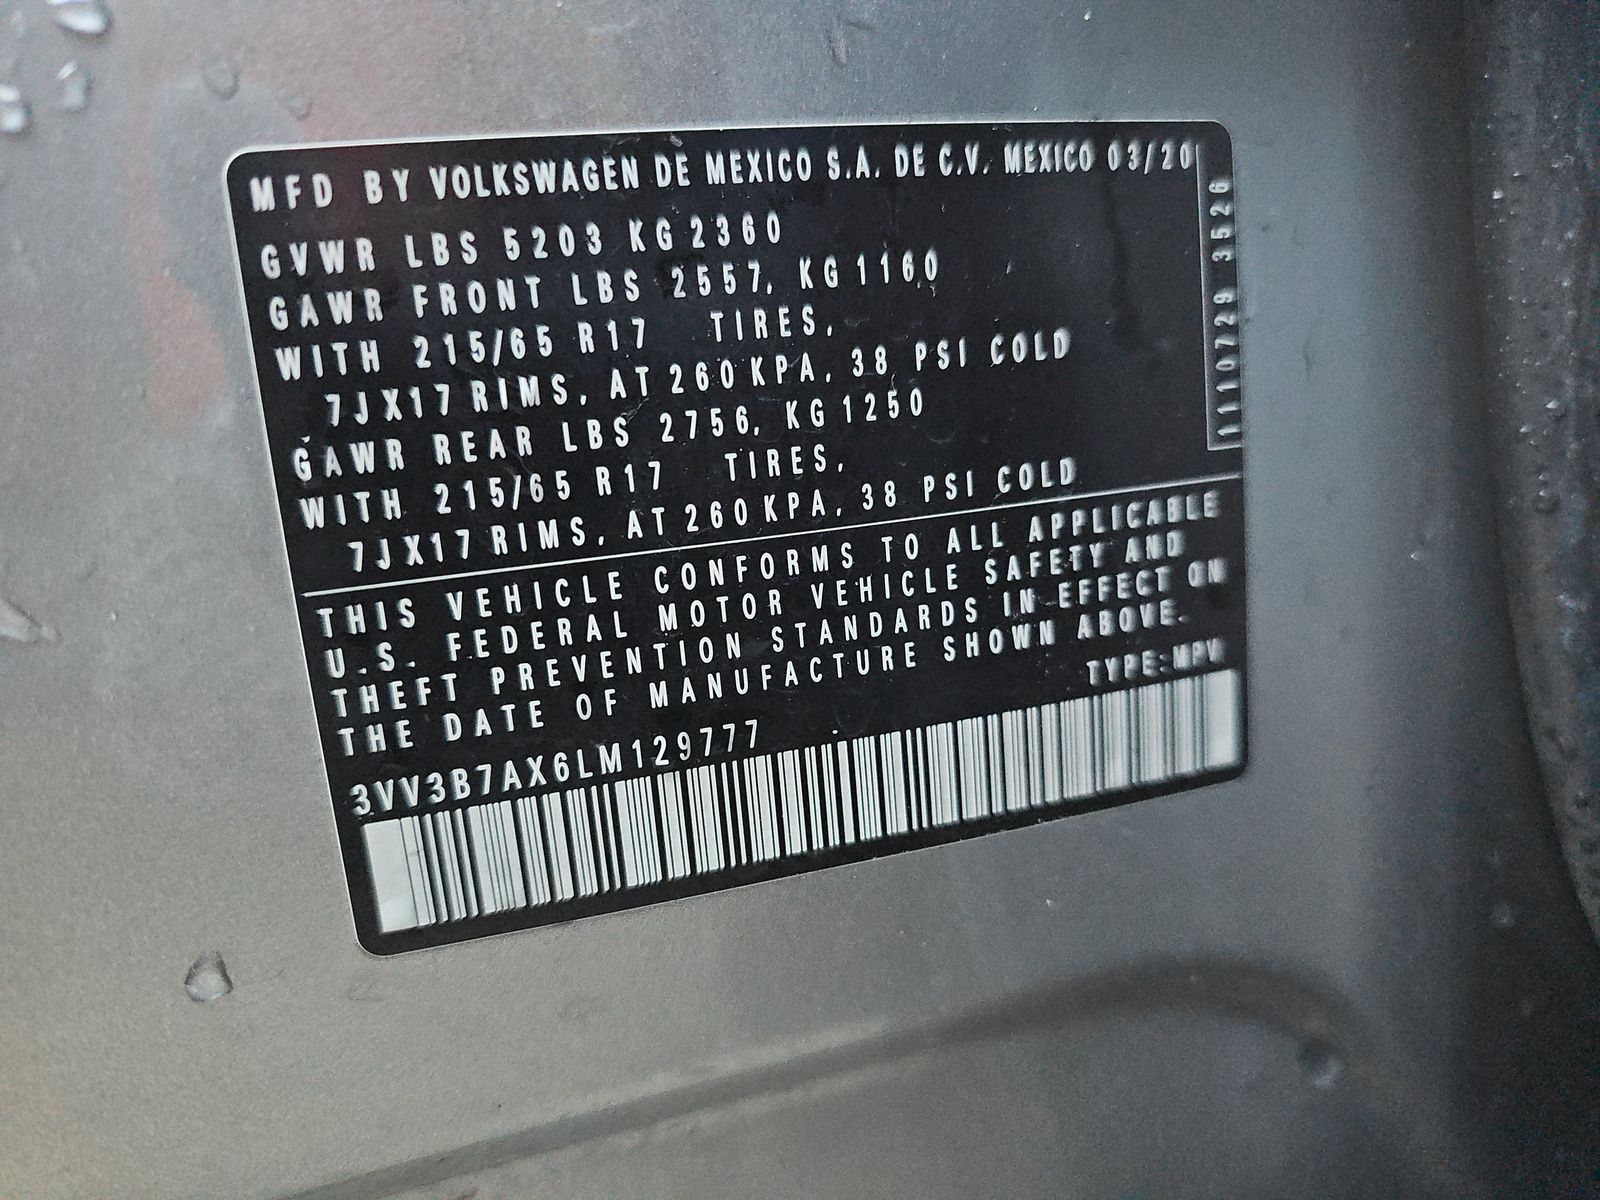 MFD BY VOLKSWAGEN DE MEXICO S.A. DE C.V. MEXICO 03/20
GVWR LBS 5203 KG 2360
GAWR FRONT LBS 2557, KG 1160
WITH 215/65 R17 TIRES,
7JX17 RIMS, AT 260 KPA, 38 PSI COLD
GAWR REAR LBS 2756, KG 1250
WITH 215/65 R17 TIRES,
7JX17 RIMS, AT 260 KPA, 38 PSI COLD
1110729 3526
THIS VEHICLE CONFORMS TO ALL APPLICABLE
U.S. FEDERAL MOTOR VEHICLE SAFETY AND
THEFT PREVENTION STANDARDS IN EFFECT ON
THE DATE OF MANUFACTURE SHOWN ABOVE.
TYPE: MPV
3VV3B7AX6LM129777